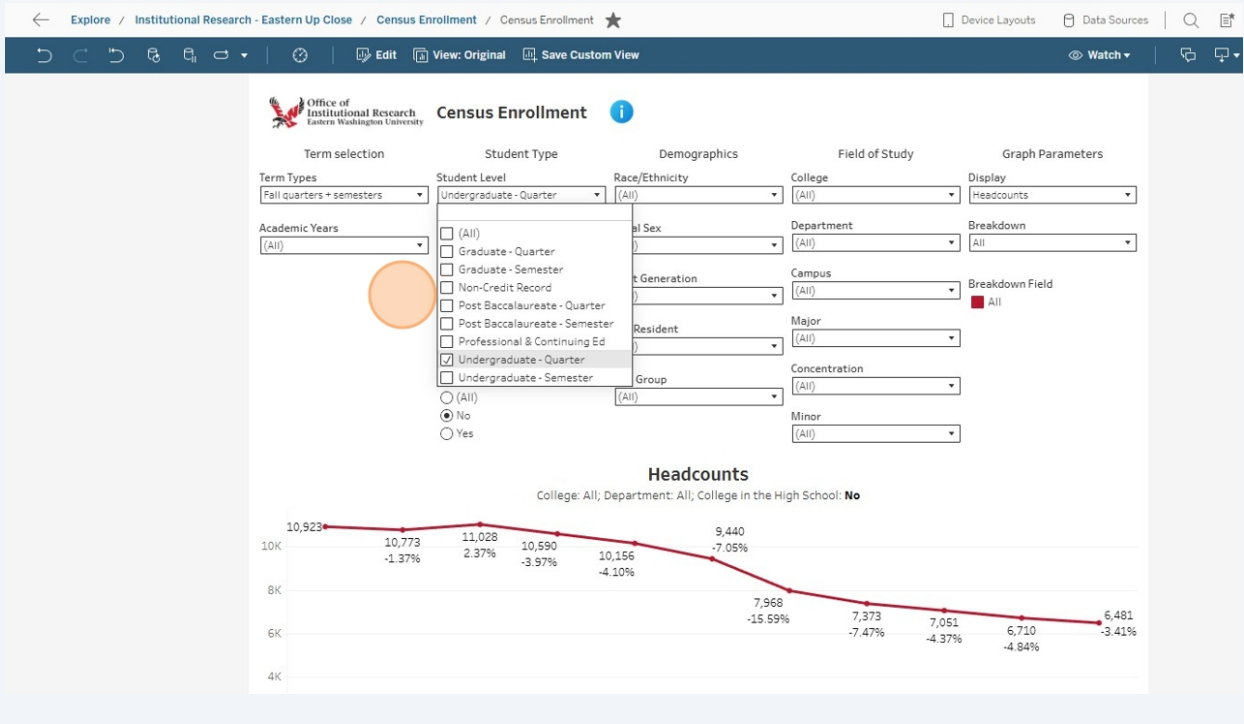 Explore / Institutional Research - Eastern Up Close / Census Enrollment / Census Enrollment
Device Layouts
Data Sources
Edit
View: Original
Save Custom View
Watch
Office of
Institutional Research
Eastern Washington University
Census Enrollment
i
Term selection
Student Type
Demographics
Field of Study
Graph Parameters
Term Types
Fall quarters + semesters
Academic Years
(All)
Student Level
Undergraduate - Quarter
(All)
Graduate - Quarter
Graduate - Semester
Non-Credit Record
Post Baccalaureate - Quarter
Post Baccalaureate - Semester
Professional & Continuing Ed
Undergraduate - Quarter
Undergraduate - Semester
(All)
No
Yes
Race/Ethnicity
(All)
Sex
Generation
Resident
Group
(All)
College
(All)
Department
(All)
Campus
(All)
Major
(All)
Concentration
(All)
Minor
(All)
Display
Headcounts
Breakdown
All
Breakdown Field
All
Headcounts
College: All; Department: All; College in the High School: No
10K
8K
6K
4K
10,923
10,773
-1.37%
11,028
2.37%
10,590
-3.97%
10,156
-4.10%
9,440
-7.05%
7,968
-15.59%
7,373
-7.47%
7,051
-4.37%
6,710
-4.84%
6,481
-3.41%